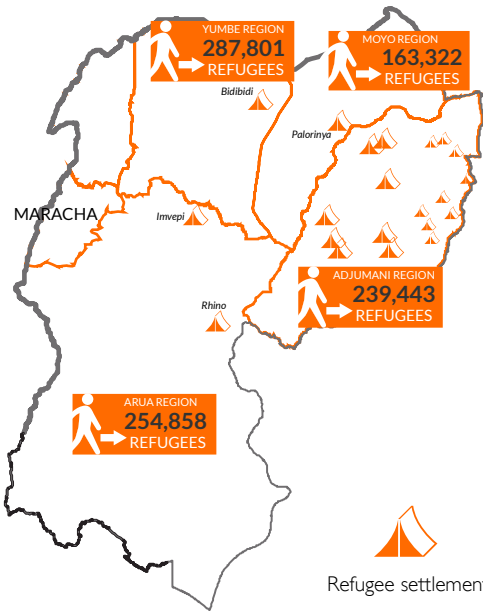 YUMBE REGION
287,801
REFUGEES
MOYO REGION
163,322
REFUGEES
Bidibidi
Palorinya
MARACHA
Imvepi
ADJUMANI REGION
239,443
REFUGEES
Rhino
ARUA REGION
254,858
REFUGEES
Refugee settlement